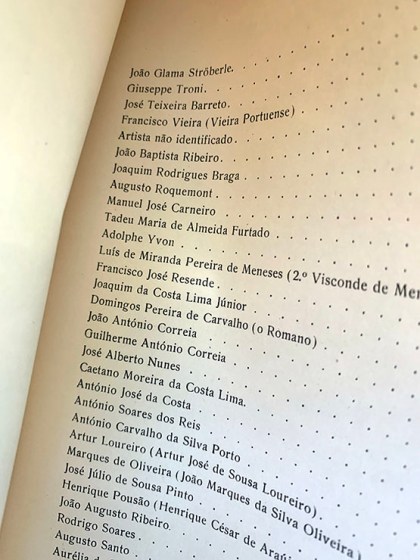 João Glama Ströberle.
Giuseppe Troni.
José Teixeira Barreto.
Francisco Vieira (Vieira Portuense)
Artista não identificado.
João Baptista Ribeiro.
Joaquim Rodrigues Braga
Augusto Roquemont
Manuel José Carneiro
Tadeu Maria de Almeida Furtado
Adolphe Yvon
Luís de Miranda Pereira de Meneses (2.º Visconde de Men
Francisco José Resende
Joaquim da Costa Lima Júnior
Domingos Pereira de Carvalho (o Romano)
João António Correia
Guilherme António Correia
José Alberto Nunes
Caetano Moreira da Costa Lima.
António José da Costa
António Soares dos Reis
António Carvalho da Silva Porto
Artur Loureiro (Artur José de Sousa Loureiro)
Marques de Oliveira (João Marques da Silva Oliveira)
José Júlio de Sousa Pinto
Henrique Pousão (Henrique César de Araúj
João Augusto Ribeiro.
Rodrigo Soares
Augusto Santo
Aurélia d